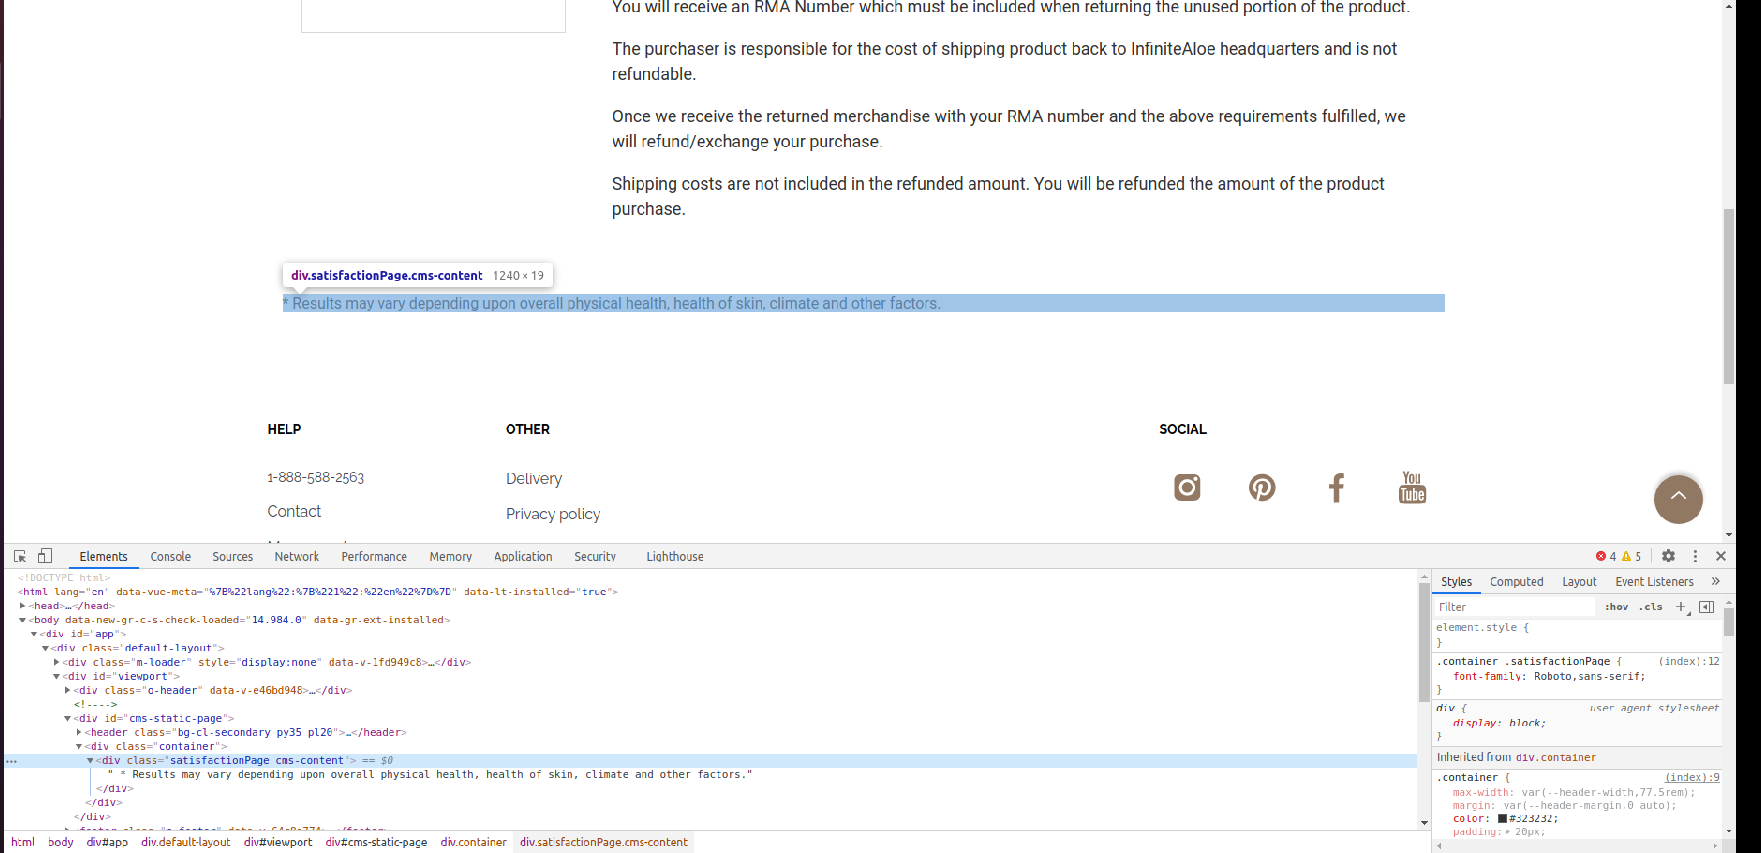 You will receive an RMA Number which must be included when returning the unused portion of the product.
The purchaser is responsible for the cost of shipping product back to InfiniteAloe headquarters and is not
refundable.
Once we receive the returned merchandise with your RMA number and the above requirements fulfilled, we
will refund/exchange your purchase.
Shipping costs are not included in the refunded amount. You will be refunded the amount of the product
purchase.
div.satisfactionPage.cms-content 1240 × 19
* Results may vary depending upon overall physical health, health of skin, climate and other factors.
HELP OTHER SOCIAL
1-888-588-2563 Delivery You Tube
Contact Privacy policy
Elements Console Sources Network Performance Memory Application Security Lighthouse 4 5
<!DOCTYPE html>
<html lang="en" data-vue-meta="%7B%22lang%22:%7B%221%22:%22en%22%7D%7D" data-lt-installed="true">
<head>…</head>
<body data-new-gr-c-s-check-loaded="14.984.0" data-gr-ext-installed>
<div id="app">
<div class="default-layout">
<div class="m-loader" style="display:none" data-v-1fd949c8>…</div>
<div id="viewport">
<div class="o-header" data-v-e46bd948>…</div>
<!---->
<div id="cms-static-page">
<header class="bg-cl-secondary py35 pl20">…</header>
<div class="container">
<div class="satisfactionPage cms-content"> == $0
" * Results may vary depending upon overall physical health, health of skin, climate and other factors."
</div>
</div>
</div>
html body div#app div.default-layout div#viewport div#cms-static-page div.container div.satisfactionPage.cms-content
Styles Computed Layout Event Listeners »
Filter :hov .cls +
element.style {
}
.container .satisfactionPage { (index):12
font-family: Roboto,sans-serif;
}
div { user agent stylesheet
display: block;
}
Inherited from div.container
.container { (index):9
max-width: var(--header-width,77.5rem);
margin: var(--header-margin,0 auto);
color: #323232;
padding: 20px;